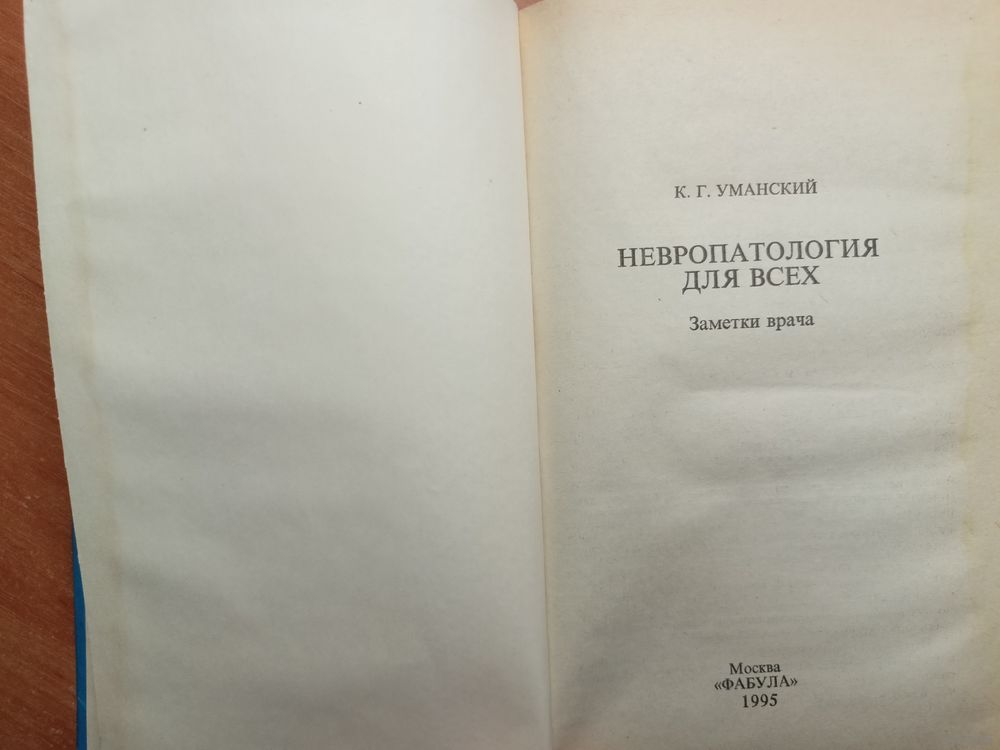 К. Г. УМАНСКИЙ
НЕВРОПАТОЛОГИЯ
ДЛЯ ВСЕХ
Заметки врача
Москва
«ФАБУЛА»
1995